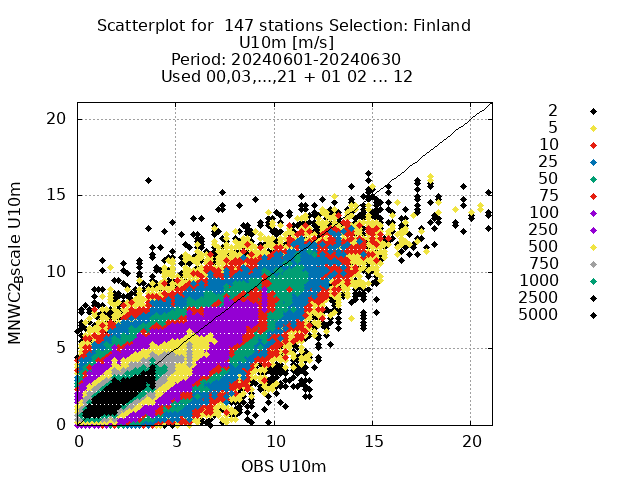 Scatterplot for  147 stations Selection: Finland
U10m [m/s]
Period: 20240601-20240630
Used 00,03,...,21 + 01 02 ... 12
20
15
10
5
0
0 5 10 15 20
MNWC2.8scale U10m
OBS U10m
2
5
10
25
50
75
100
250
500
750
1000
2500
5000